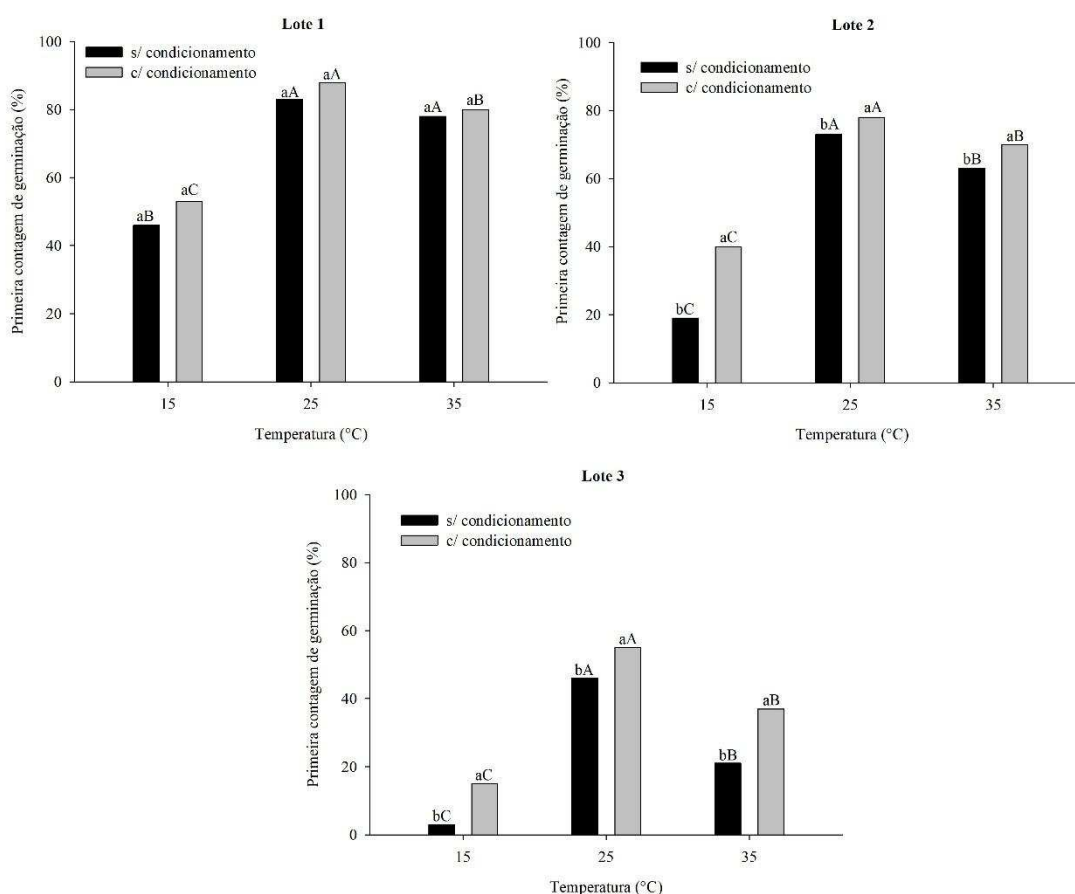 Lote 1
s/ condicionamento
c/ condicionamento
Primeira contagem de germinação (%)
100
80
60
40
20
0
aB
aC
aA
aA
aA
aB
15
25
35
Temperatura (°C)
Lote 2
s/ condicionamento
c/ condicionamento
Primeira contagem de germinação (%)
100
80
60
40
20
0
bC
aC
bA
aA
bB
aB
15
25
35
Temperatura (°C)
Lote 3
s/ condicionamento
c/ condicionamento
Primeira contagem de germinação (%)
100
80
60
40
20
0
bC
aC
bA
aA
bB
aB
15
25
35
Temperatura (°C)